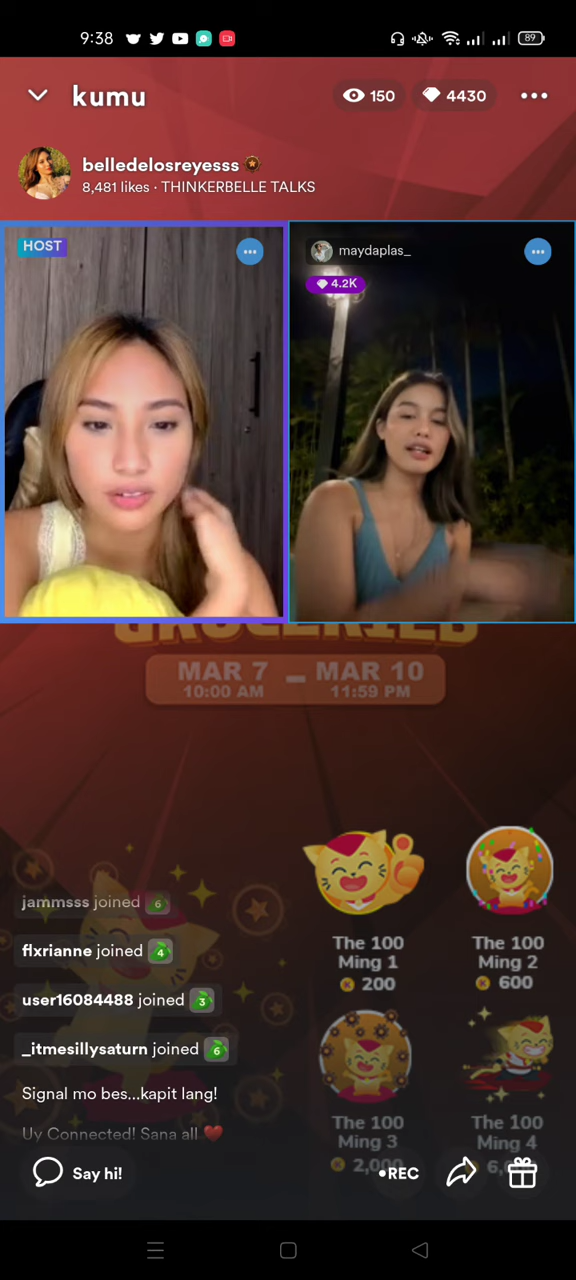 9:38
89
kumu
150
4430
belledelosreyesss
8,481 likes · THINKERBELLE TALKS
HOST
maydaplas_
4.2K
GROCERIES
MAR 7 – MAR 10
10:00 AM 11:59 PM
jammsss joined 6
flxrianne joined 4
The 100 Ming 1
200
The 100 Ming 2
600
user16084488 joined 3
_itmesillysaturn joined 6
Signal mo bes...kapit lang!
Uy Connected! Sana all
The 100 Ming 3
2,000
The 100 Ming 4
Say hi!
•REC